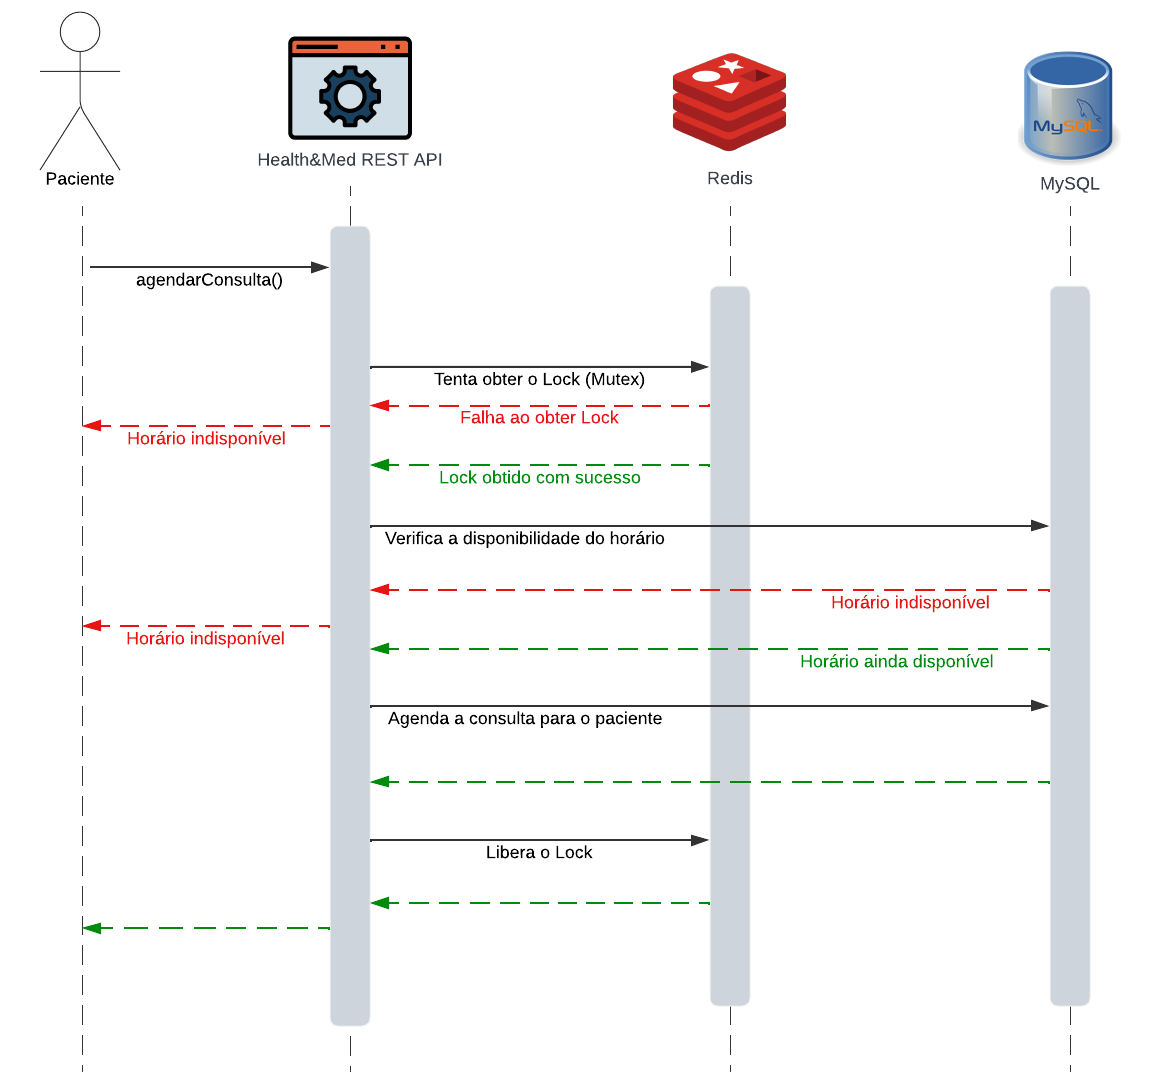 MySQL
Paciente
Health&Med REST API
Redis
MySQL
agendarConsulta()
Tenta obter o Lock (Mutex)
Falha ao obter Lock
Horário indisponível
Lock obtido com sucesso
Verifica a disponibilidade do horário
Horário indisponível
Horário indisponível
Horário ainda disponível
Agenda a consulta para o paciente
Libera o Lock